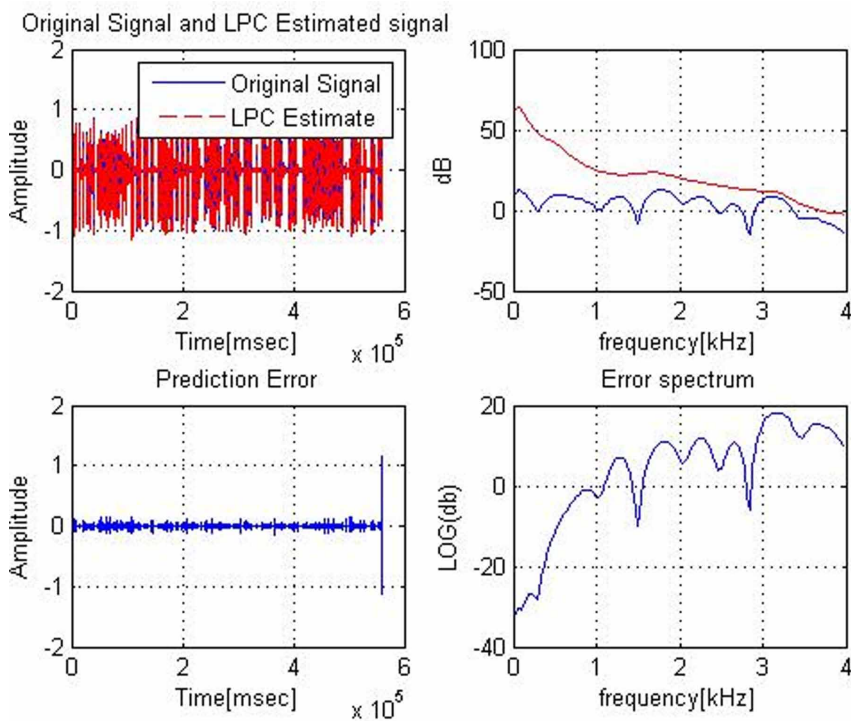 Original Signal and LPC Estimated signal
2
1
0
-1
-2
Amplitude
Original Signal
LPC Estimate
0
2
4
6
Time[msec]
x 10^5
100
50
0
-50
dB
0
1
2
3
4
frequency[kHz]
Prediction Error
2
1
0
-1
-2
Amplitude
0
2
4
6
Time[msec]
x 10^5
Error spectrum
20
0
-20
-40
LOG(db)
0
1
2
3
4
frequency[kHz]